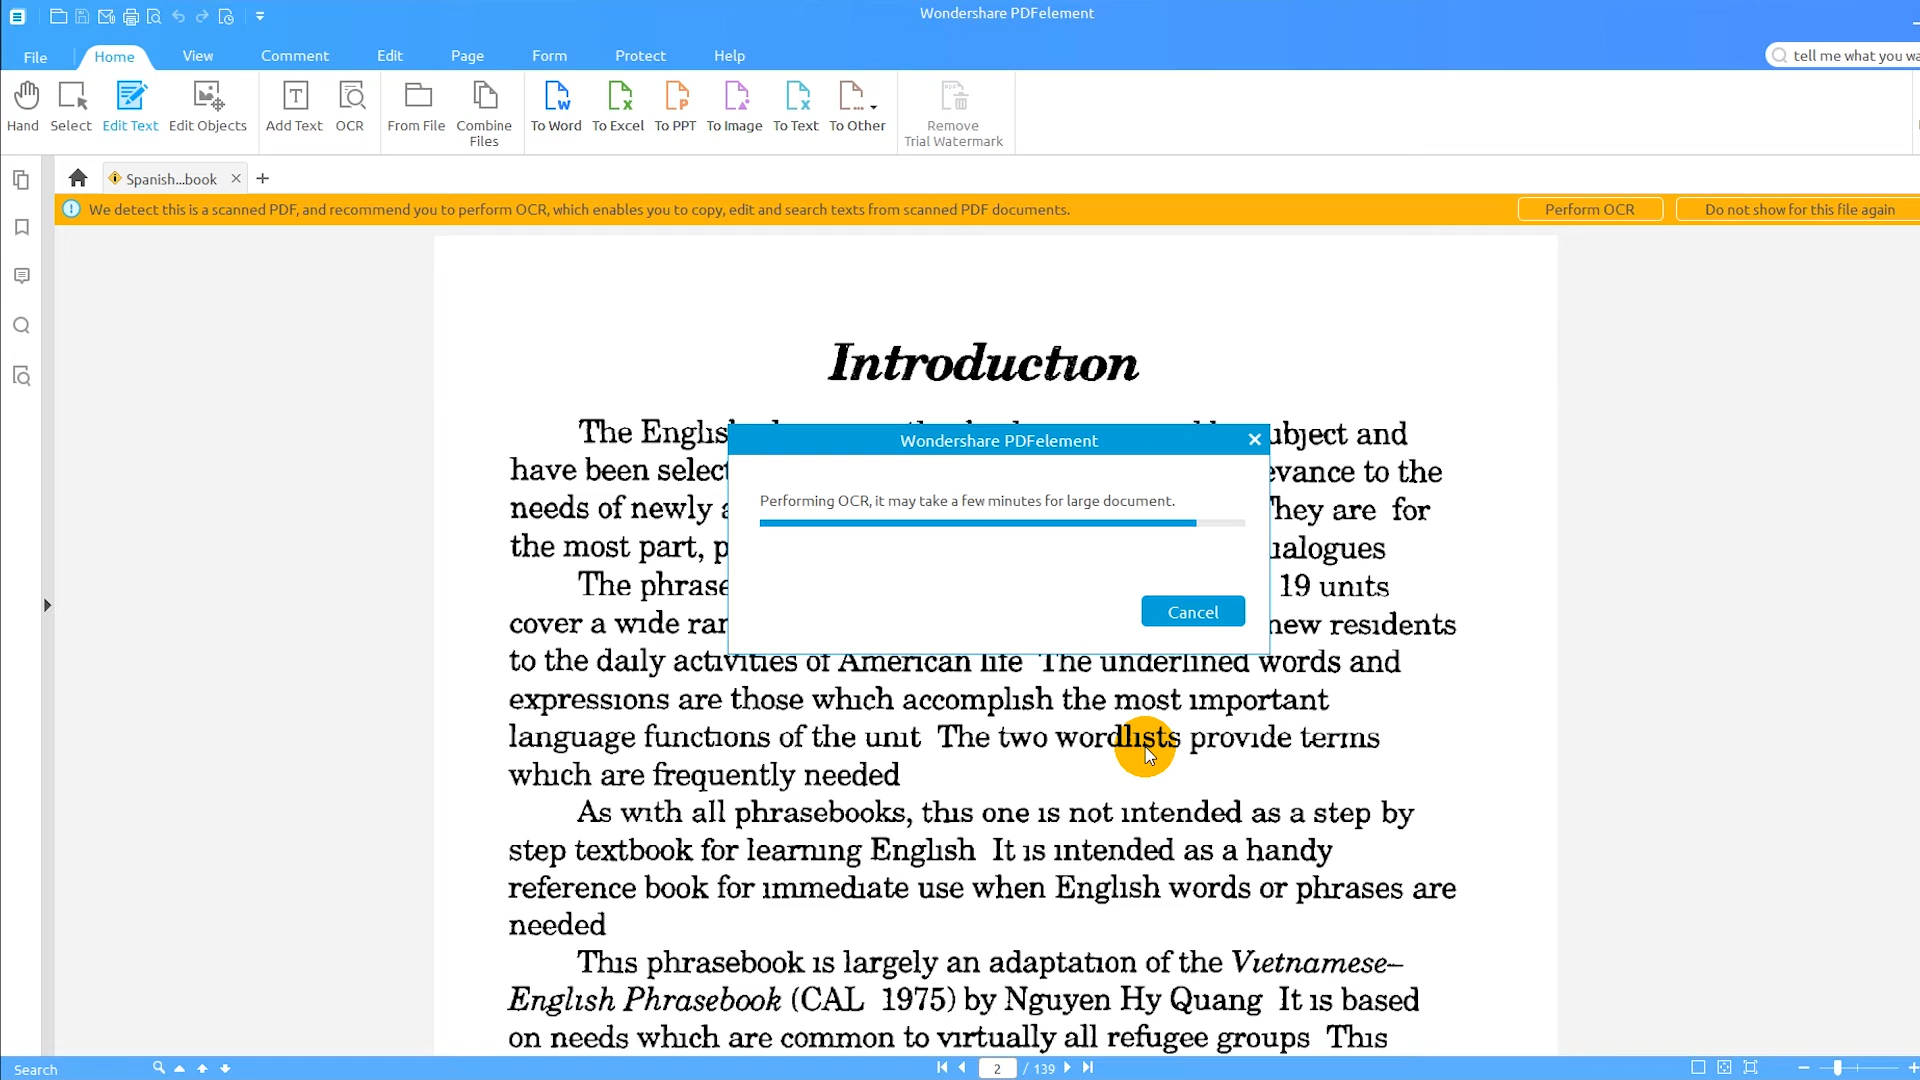 Wondershare PDFelement
File Home View Comment Edit Page Form Protect Help tell me what you wa
Hand Select Edit Text Edit Objects Add Text OCR From File Combine Files To Word To Excel To PPT To Image To Text To Other Remove Trial Watermark
Spanish...book
We detect this is a scanned PDF, and recommend you to perform OCR, which enables you to copy, edit and search texts from scanned PDF documents. Perform OCR Do not show for this file again
Introduction
The English ubject and
have been select evance to the
needs of newly They are for
the most part, p ialogues
The phrase 19 units
cover a wide ran new residents
Wondershare PDFelement
Performing OCR, it may take a few minutes for large document.
Cancel
to the daily activities of American life The underlined words and
expressions are those which accomplish the most important
language functions of the unit The two wordlists provide terms
which are frequently needed
As with all phrasebooks, this one is not intended as a step by
step textbook for learning English It is intended as a handy
reference book for immediate use when English words or phrases are
needed
This phrasebook is largely an adaptation of the Vietnamese–
English Phrasebook (CAL 1975) by Nguyen Hy Quang It is based
on needs which are common to virtually all refugee groups This
Search 2 / 139